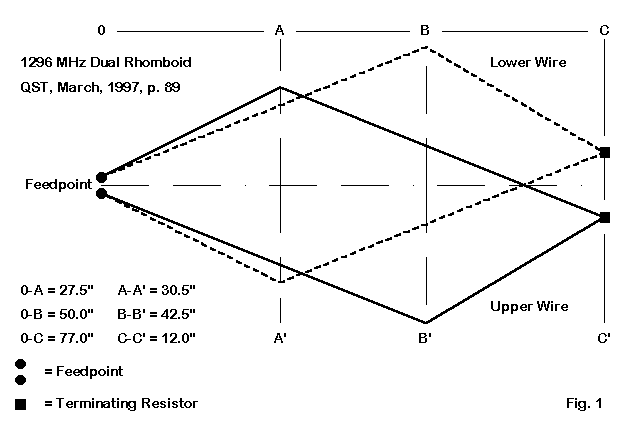 0 A B C
1296 MHz Dual Rhomboid
QST, March, 1997, p. 89
Lower Wire
Feedpoint
0-A = 27.5" A-A' = 30.5"
0-B = 50.0" B-B' = 42.5"
0-C = 77.0" C-C' = 12.0"
Upper Wire
A' B' C'
= Feedpoint
= Terminating Resistor
Fig. 1